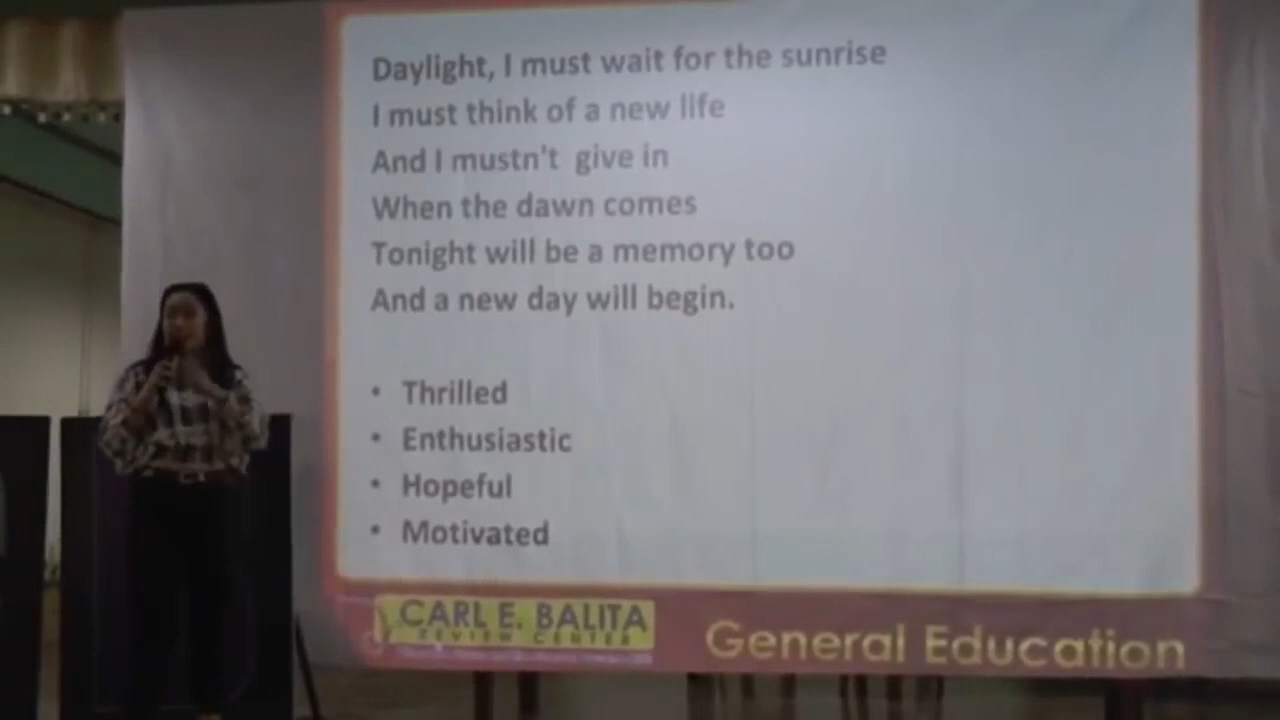 Daylight, I must wait for the sunrise
I must think of a new life
And I mustn't give in
When the dawn comes
Tonight will be a memory too
And a new day will begin.
• Thrilled
• Enthusiastic
• Hopeful
• Motivated
CARL E. BALITA
REVIEW CENTER
General Education